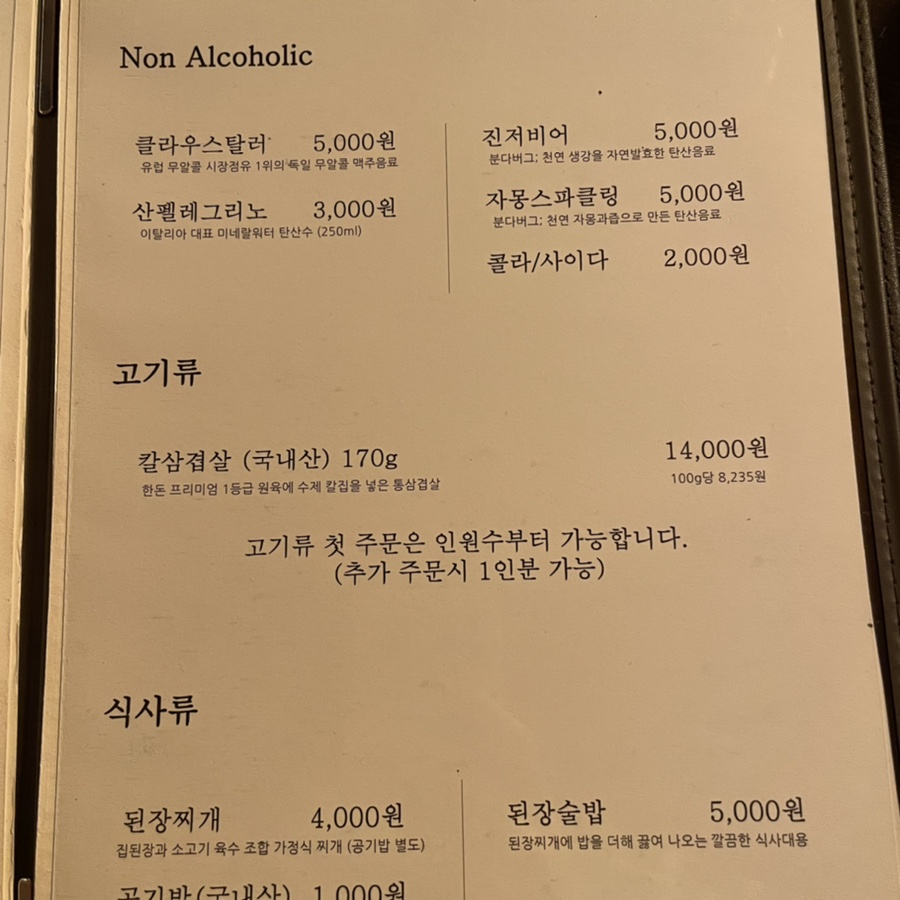 Non Alcoholic
클라우스탈러 5,000원
유럽 무알콜 시장점유 1위의 독일 무알콜 맥주음료
산펠레그리노 3,000원
이탈리아 대표 미네랄워터 탄산수 (250ml)
진저비어 5,000원
분다버그; 천연 생강을 자연발효한 탄산음료
자몽스파클링 5,000원
분다버그; 천연 자몽과즙으로 만든 탄산음료
콜라/사이다 2,000원
고기류
칼삼겹살 (국내산) 170g 14,000원
한돈 프리미엄 1등급 원육에 수제 칼집을 넣은 통삼겹살 100g당 8,235원
고기류 첫 주문은 인원수부터 가능합니다.
(추가 주문시 1인분 가능)
식사류
된장찌개 4,000원
집된장과 소고기 육수 조합 가정식 찌개 (공기밥 별도)
공기밥(국내산) 1,000원
된장술밥 5,000원
된장찌개에 밥을 더해 끓여 나오는 깔끔한 식사대용